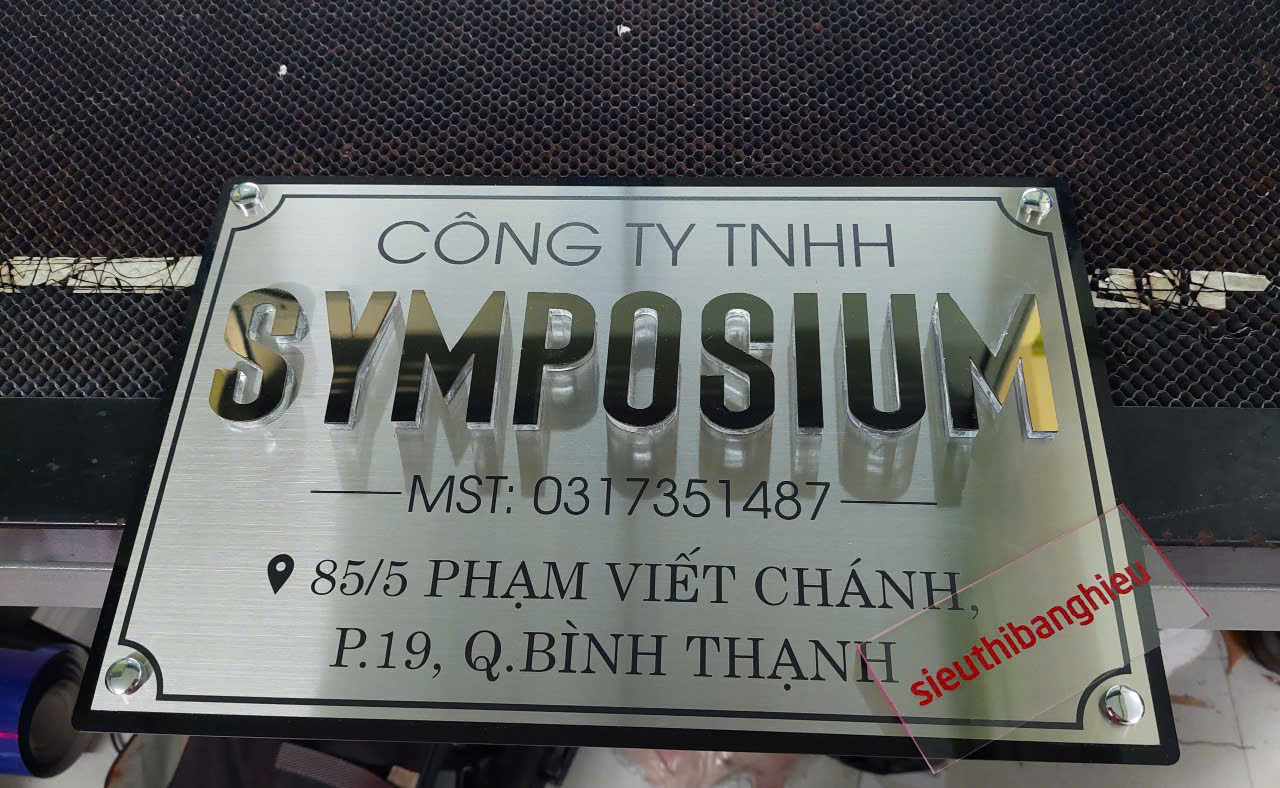 CÔNG TY TNHH
SYMPOSIUM
MST: 0317351487
85/5 PHẠM VIẾT CHÁNH,
P.19, Q.BÌNH THẠNH
sieuthibanghieu